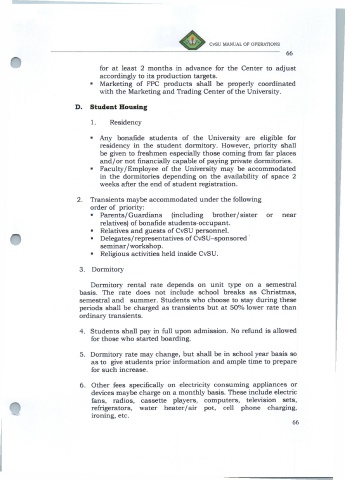 CvSU MANUAL OF OPERATIONS
66
for at least 2 months in advance for the Center to adjust
accordingly to its production targets.
▪ Marketing of PPC products shall be properly coordinated
with the Marketing and Trading Center of the University.
D. Student Housing
1. Residency
▪ Any bonafide students of the University are eligible for
residency in the student dormitory. However, priority shall
be given to freshmen especially those coming from far places
and/or not financially capable of paying private dormitories.
▪ Faculty/Employee of the University may be accommodated
in the dormitories depending on the availability of space 2
weeks after the end of student registration.
2. Transients maybe accommodated under the following
order of priority:
▪ Parents/Guardians (including brother/sister or near
relatives) of bonafide students-occupant.
▪ Relatives and guests of CvSU personnel.
▪ Delegates/representatives of CvSU-sponsored
seminar/workshop.
▪ Religious activities held inside CvSU.
3. Dormitory
Dormitory rental rate depends on unit type on a semestral
basis. The rate does not include school breaks as Christmas,
semestral and summer. Students who choose to stay during these
periods shall be charged as transients but at 50% lower rate than
ordinary transients.
4. Students shall pay in full upon admission. No refund is allowed
for those who started boarding.
5. Dormitory rate may change, but shall be in school year basis so
as to give students prior information and ample time to prepare
for such increase.
6. Other fees specifically on electricity consuming appliances or
devices maybe charge on a monthly basis. These include electric
fans, radios, cassette players, computers, television sets,
refrigerators, water heater/air pot, cell phone charging,
ironing, etc.
66